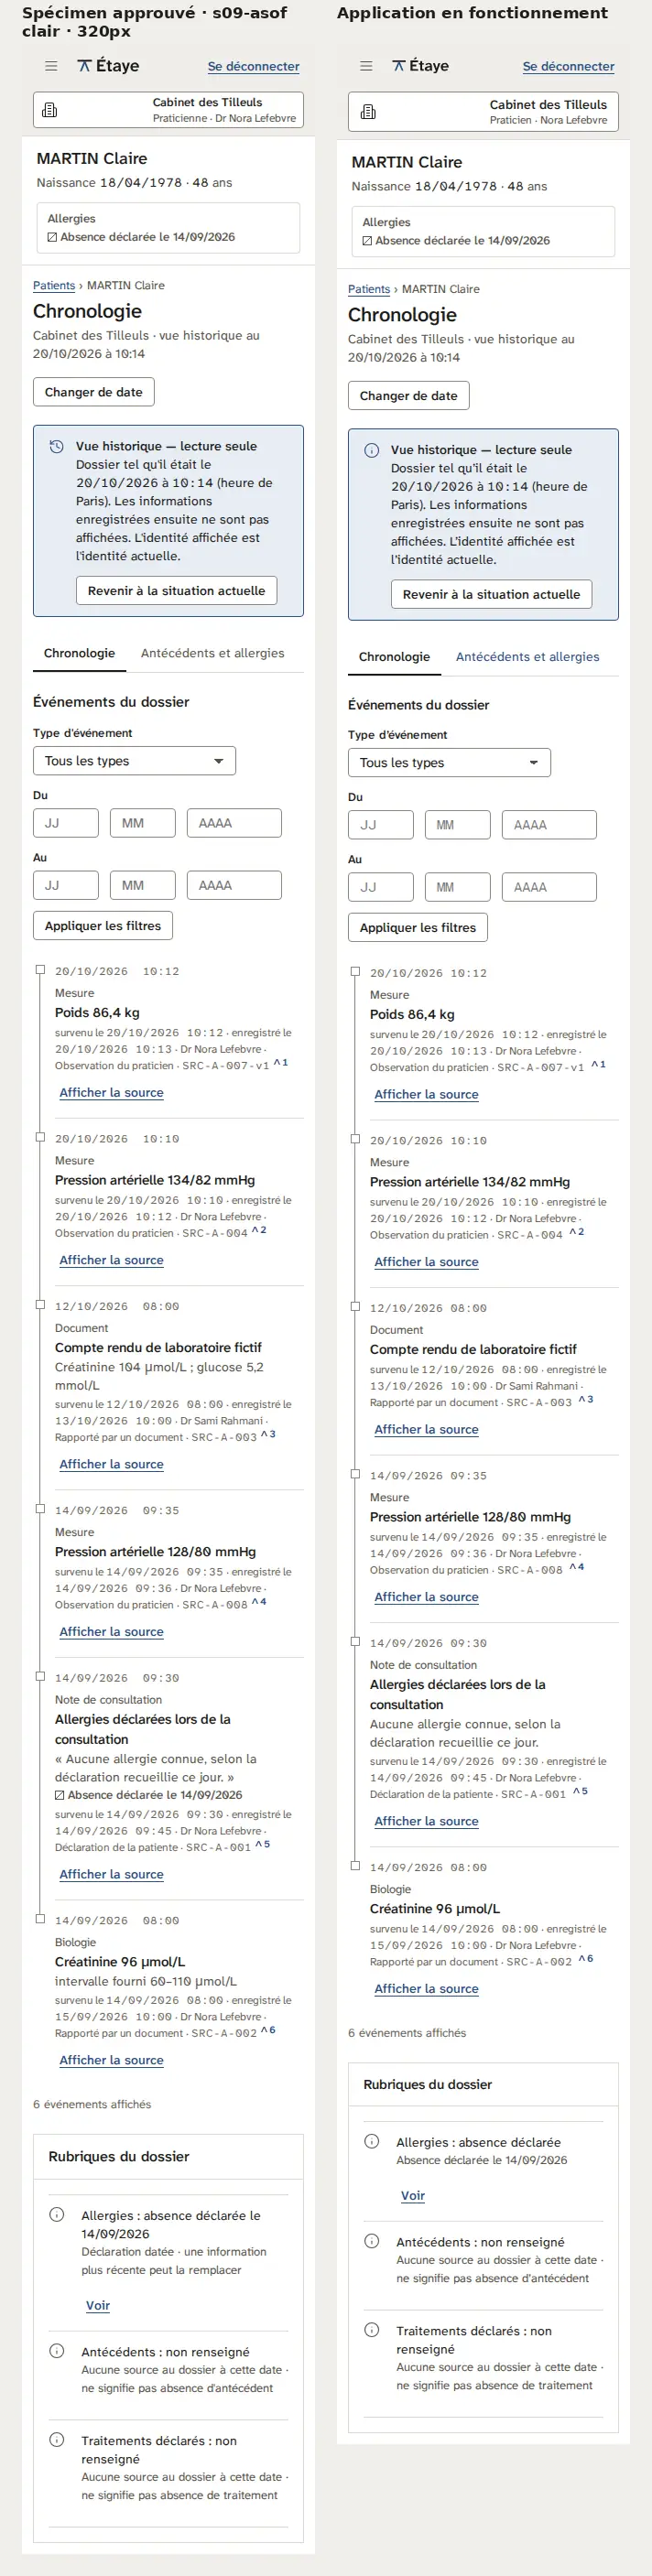 Spécimen approuvé · s09-asof
clair · 320px
Étaye
Se déconnecter
Cabinet des Tilleuls
Praticienne · Dr Nora Lefebvre
MARTIN Claire
Naissance 18/04/1978 · 48 ans
Allergies
Absence déclarée le 14/09/2026
Patients › MARTIN Claire
Chronologie
Cabinet des Tilleuls · vue historique au
20/10/2026 à 10:14
Changer de date
Vue historique — lecture seule
Dossier tel qu'il était le
20/10/2026 à 10:14 (heure de
Paris). Les informations
enregistrées ensuite ne sont pas
affichées. L'identité affichée est
l'identité actuelle.
Revenir à la situation actuelle
Chronologie
Antécédents et allergies
Événements du dossier
Type d'événement
Tous les types
Du
JJ
MM
AAAA
Au
JJ
MM
AAAA
Appliquer les filtres
20/10/2026 10:12
Mesure
Poids 86,4 kg
survenu le 20/10/2026 10:12 · enregistré le
20/10/2026 10:13 · Dr Nora Lefebvre ·
Observation du praticien · SRC-A-007-v1 ^1
Afficher la source
20/10/2026 10:10
Mesure
Pression artérielle 134/82 mmHg
survenu le 20/10/2026 10:10 · enregistré le
20/10/2026 10:12 · Dr Nora Lefebvre ·
Observation du praticien · SRC-A-004 ^2
Afficher la source
12/10/2026 08:00
Document
Compte rendu de laboratoire fictif
Créatinine 104 µmol/L ; glucose 5,2
mmol/L
survenu le 12/10/2026 08:00 · enregistré le
13/10/2026 10:00 · Dr Sami Rahmani ·
Rapporté par un document · SRC-A-003 ^3
Afficher la source
14/09/2026 09:35
Mesure
Pression artérielle 128/80 mmHg
survenu le 14/09/2026 09:35 · enregistré le
14/09/2026 09:36 · Dr Nora Lefebvre ·
Observation du praticien · SRC-A-008 ^4
Afficher la source
14/09/2026 09:30
Note de consultation
Allergies déclarées lors de la
consultation
« Aucune allergie connue, selon la
déclaration recueillie ce jour. »
Absence déclarée le 14/09/2026
survenu le 14/09/2026 09:30 · enregistré le
14/09/2026 09:45 · Dr Nora Lefebvre ·
Déclaration de la patiente · SRC-A-001 ^5
Afficher la source
14/09/2026 08:00
Biologie
Créatinine 96 µmol/L
intervalle fourni 60–110 µmol/L
survenu le 14/09/2026 08:00 · enregistré le
15/09/2026 10:00 · Dr Nora Lefebvre ·
Rapporté par un document · SRC-A-002 ^6
Afficher la source
6 événements affichés
Rubriques du dossier
Allergies : absence déclarée le
14/09/2026
Déclaration datée · une information
plus récente peut la remplacer
Voir
Antécédents : non renseigné
Aucune source au dossier à cette date ·
ne signifie pas absence d'antécédent
Traitements déclarés : non
renseigné
Aucune source au dossier à cette date ·
ne signifie pas absence de traitement
Application en fonctionnement
Étaye
Se déconnecter
Cabinet des Tilleuls
Praticien · Nora Lefebvre
MARTIN Claire
Naissance 18/04/1978 · 48 ans
Allergies
Absence déclarée le 14/09/2026
Patients › MARTIN Claire
Chronologie
Cabinet des Tilleuls · vue historique au
20/10/2026 à 10:14
Changer de date
Vue historique — lecture seule
Dossier tel qu'il était le
20/10/2026 à 10:14 (heure de
Paris). Les informations
enregistrées ensuite ne sont pas
affichées. L'identité affichée est
l'identité actuelle.
Revenir à la situation actuelle
Chronologie
Antécédents et allergies
Événements du dossier
Type d'événement
Tous les types
Du
JJ
MM
AAAA
Au
JJ
MM
AAAA
Appliquer les filtres
20/10/2026 10:12
Mesure
Poids 86,4 kg
survenu le 20/10/2026 10:12 · enregistré le
20/10/2026 10:13 · Dr Nora Lefebvre ·
Observation du praticien · SRC-A-007-v1 ^1
Afficher la source
20/10/2026 10:10
Mesure
Pression artérielle 134/82 mmHg
survenu le 20/10/2026 10:10 · enregistré le
20/10/2026 10:12 · Dr Nora Lefebvre ·
Observation du praticien · SRC-A-004 ^2
Afficher la source
12/10/2026 08:00
Document
Compte rendu de laboratoire fictif
survenu le 12/10/2026 08:00 · enregistré le
13/10/2026 10:00 · Dr Sami Rahmani ·
Rapporté par un document · SRC-A-003 ^3
Afficher la source
14/09/2026 09:35
Mesure
Pression artérielle 128/80 mmHg
survenu le 14/09/2026 09:35 · enregistré le
14/09/2026 09:36 · Dr Nora Lefebvre ·
Observation du praticien · SRC-A-008 ^4
Afficher la source
14/09/2026 09:30
Note de consultation
Allergies déclarées lors de la
consultation
Aucune allergie connue, selon la
déclaration recueillie ce jour.
survenu le 14/09/2026 09:30 · enregistré le
14/09/2026 09:45 · Dr Nora Lefebvre ·
Déclaration de la patiente · SRC-A-001 ^5
Afficher la source
14/09/2026 08:00
Biologie
Créatinine 96 µmol/L
survenu le 14/09/2026 08:00 · enregistré le
15/09/2026 10:00 · Dr Nora Lefebvre ·
Rapporté par un document · SRC-A-002 ^6
Afficher la source
6 événements affichés
Rubriques du dossier
Allergies : absence déclarée
Absence déclarée le 14/09/2026
Voir
Antécédents : non renseigné
Aucune source au dossier à cette date ·
ne signifie pas absence d'antécédent
Traitements déclarés : non
renseigné
Aucune source au dossier à cette date ·
ne signifie pas absence de traitement